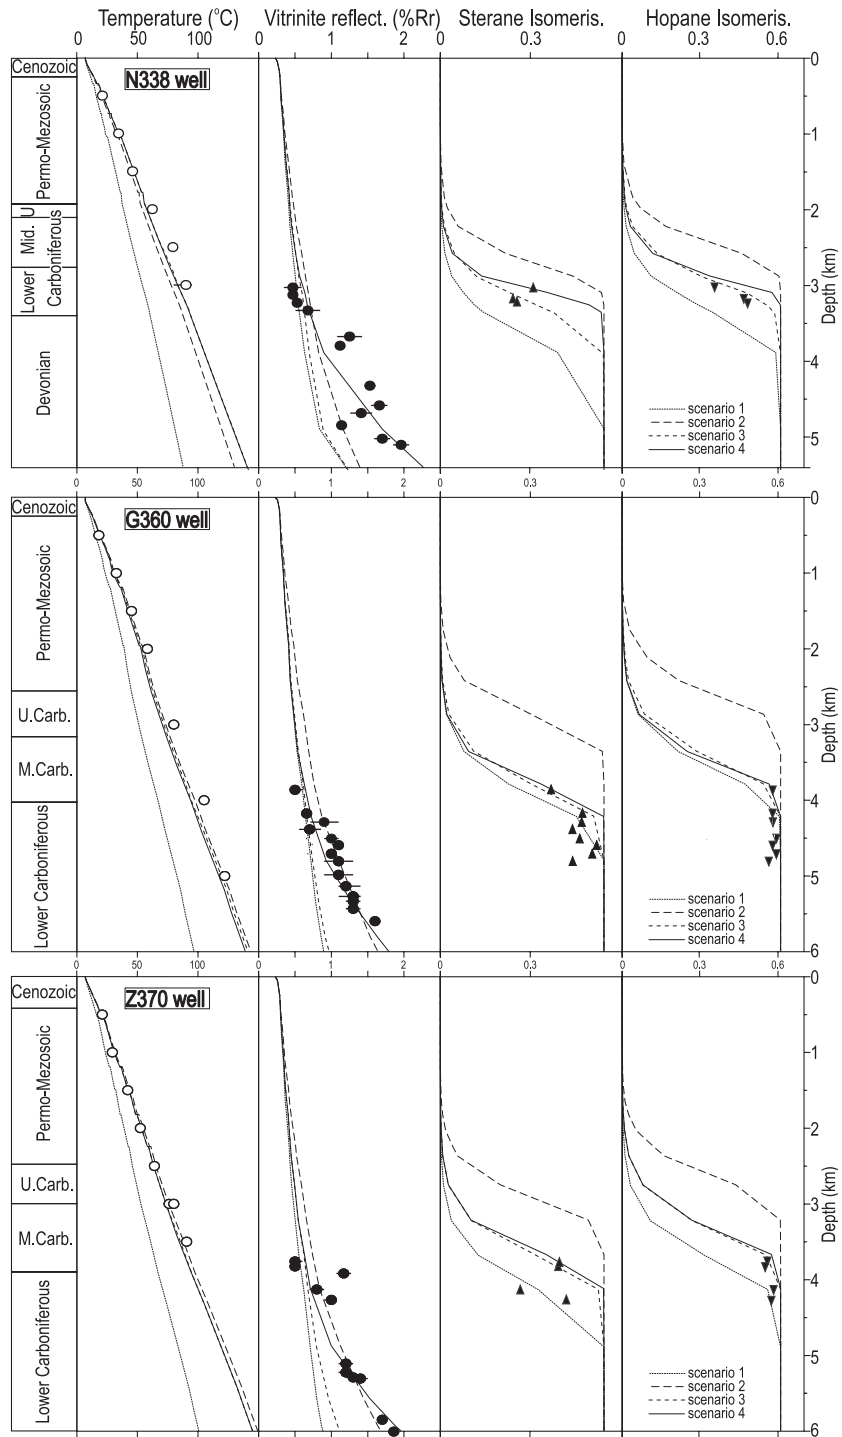 Temperature (°C) Vitrinite reflect. (%Rr) Sterane Isomeris. Hopane Isomeris.
0 50 100 0 1 2 0.3 0 0.3 0.6
Cenozoic
Permo-Mezosoic
U
Mid.
Lower
Carboniferous
Devonian
N338 well
scenario 1
scenario 2
scenario 3
scenario 4
0
1
2
3
4
5
Depth (km)
0 50 100 0 1 2 0 0.3 0 0.3 0.6
Cenozoic
Permo-Mezosoic
U.Carb.
M.Carb.
Lower Carboniferous
G360 well
scenario 1
scenario 2
scenario 3
scenario 4
0
1
2
3
4
5
6
Depth (km)
0 50 100 0 1 2 0 0.3 0 0.3 0.6
Cenozoic
Permo-Mezosoic
U.Carb.
M.Carb.
Lower Carboniferous
Z370 well
scenario 1
scenario 2
scenario 3
scenario 4
0
1
2
3
4
5
6
Depth (km)